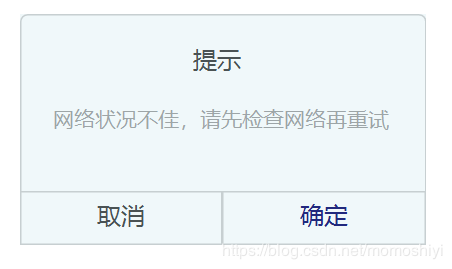 提示
网络状况不佳，请先检查网络再重试
取消
确定
https://blog.csdn.net/momoshiyi